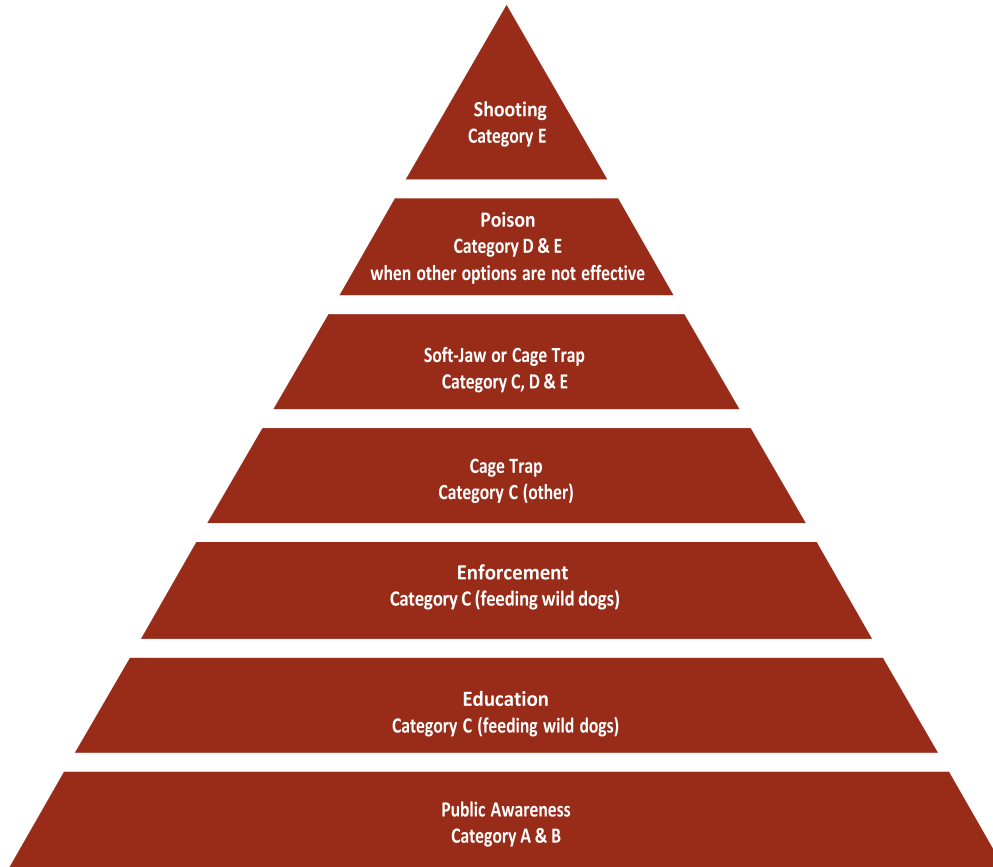 Shooting
Category E
Poison
Category D & E
when other options are not effective
Soft-Jaw or Cage Trap
Category C, D & E
Cage Trap
Category C (other)
Enforcement
Category C (feeding wild dogs)
Education
Category C (feeding wild dogs)
Public Awareness
Category A & B